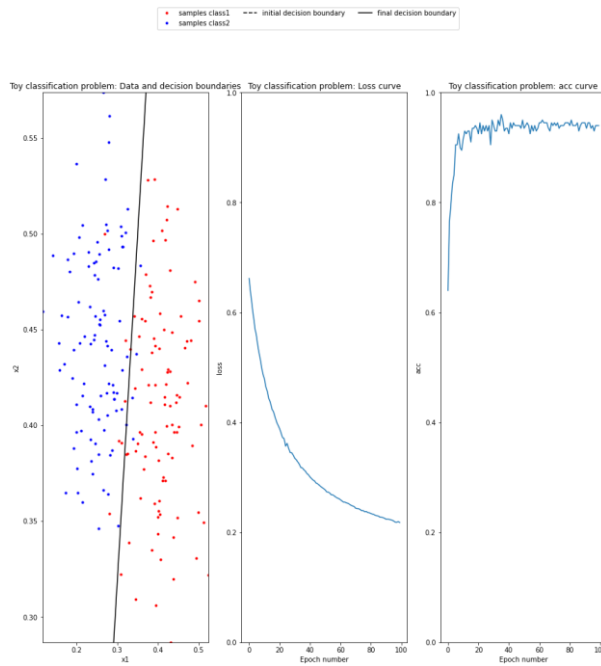 samples class1
samples class2
initial decision boundary
final decision boundary
Toy classification problem: Data and decision boundaries
0.55
0.50
0.45
0.40
0.35
0.30
x2
0.2 0.3 0.4 0.5
x1
Toy classification problem: Loss curve
1.0
0.8
0.6
0.4
0.2
0.0
loss
0 20 40 60 80 100
Epoch number
Toy classification problem: acc curve
1.0
0.8
0.6
0.4
0.2
0.0
acc
0 20 40 60 80 100
Epoch number